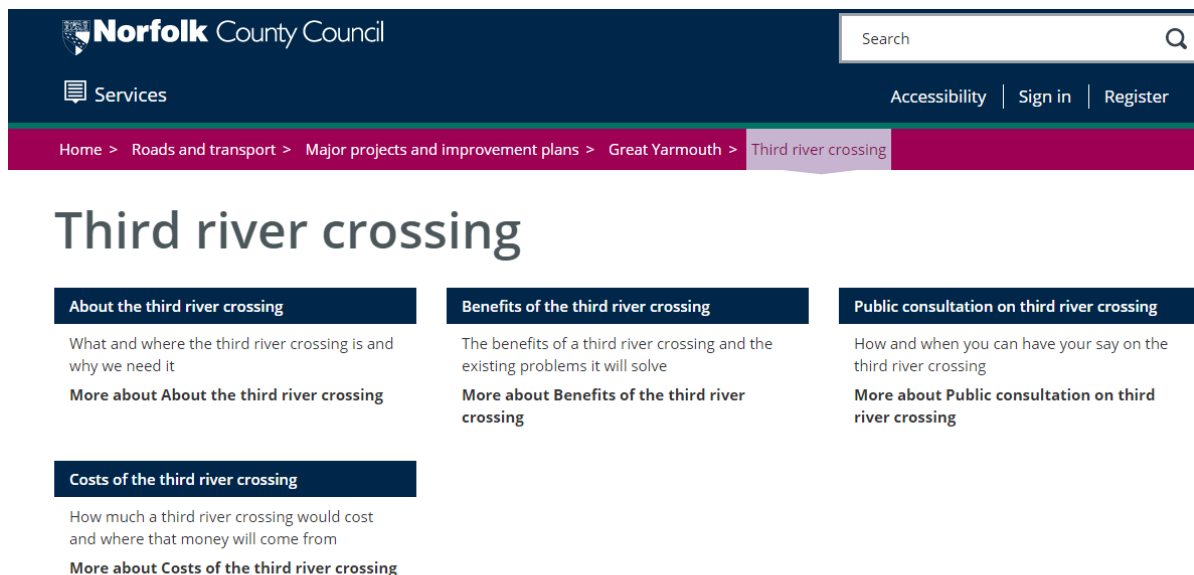 Norfolk County Council
Search
Services
Accessibility Sign in Register
Home > Roads and transport > Major projects and improvement plans > Great Yarmouth > Third river crossing
Third river crossing
About the third river crossing
What and where the third river crossing is and
why we need it
More about About the third river crossing
Benefits of the third river crossing
The benefits of a third river crossing and the
existing problems it will solve
More about Benefits of the third river
crossing
Public consultation on third river crossing
How and when you can have your say on the
third river crossing
More about Public consultation on third
river crossing
Costs of the third river crossing
How much a third river crossing would cost
and where that money will come from
More about Costs of the third river crossing